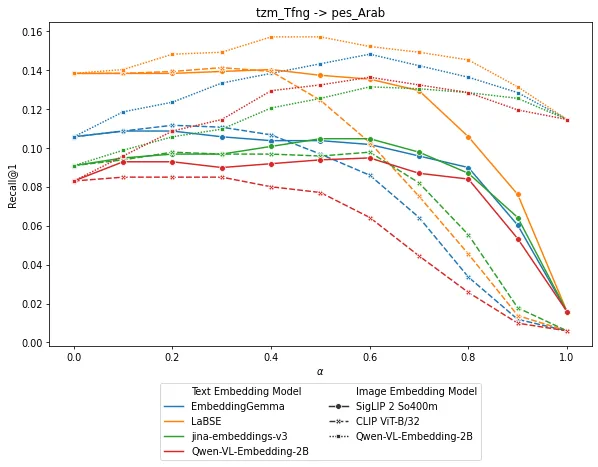 tzm_Tfng -> pes_Arab
Recall@1
0.16
0.14
0.12
0.10
0.08
0.06
0.04
0.02
0.00
0.0 0.2 0.4 0.6 0.8 1.0
α
Text Embedding Model
EmbeddingGemma
LaBSE
jina-embeddings-v3
Qwen-VL-Embedding-2B
Image Embedding Model
SigLIP 2 So400m
CLIP ViT-B/32
Qwen-VL-Embedding-2B